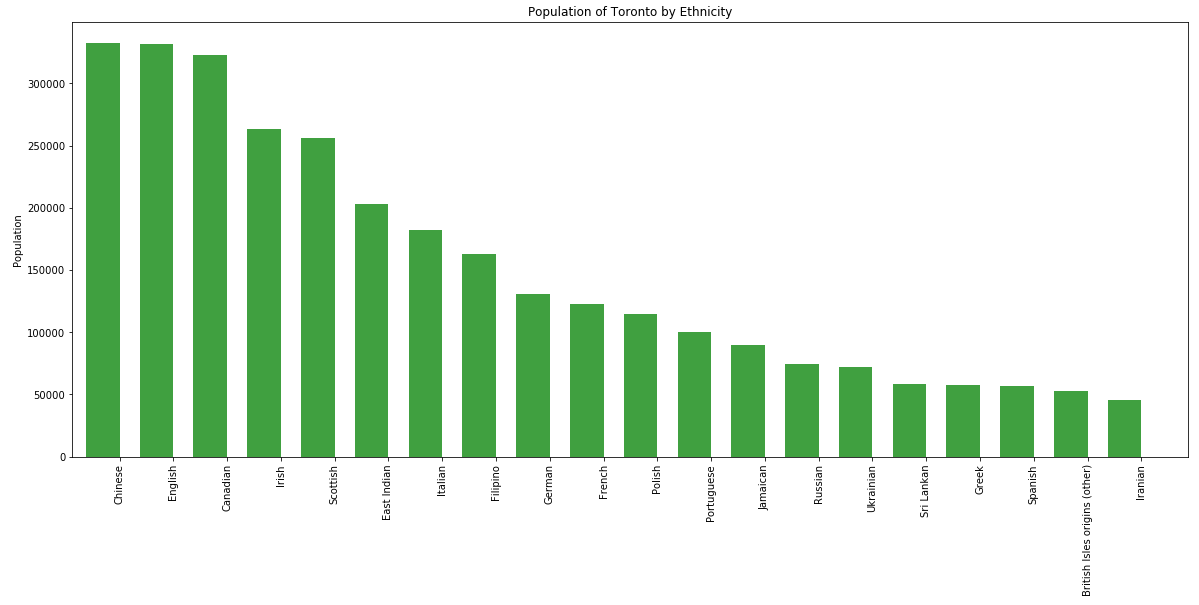 Population of Toronto by Ethnicity
Population
300000
250000
200000
150000
100000
50000
0
Chinese
English
Canadian
Irish
Scottish
East Indian
Italian
Filipino
German
French
Polish
Portuguese
Jamaican
Russian
Ukrainian
Sri Lankan
Greek
Spanish
British Isles origins (other)
Iranian